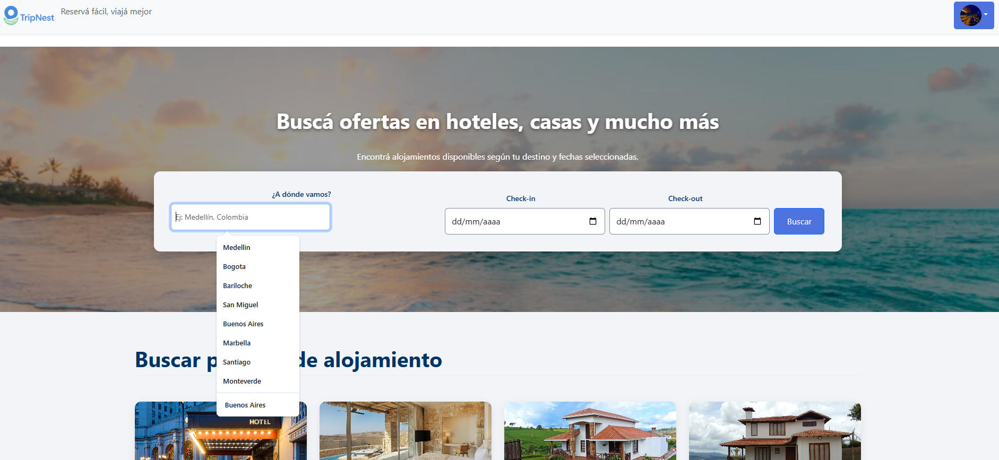 TripNest
Reservá fácil, viajá mejor
Buscá ofertas en hoteles, casas y mucho más
Encontrá alojamientos disponibles según tu destino y fechas seleccionadas.
¿A dónde vamos?
Check-in
Check-out
Ej: Medellín, Colombia
dd/mm/aaaa
dd/mm/aaaa
Buscar
Medellin
Bogota
Bariloche
San Miguel
Buenos Aires
Marbella
Santiago
Monteverde
Buenos Aires
Buscar p de alojamiento
HOTEL